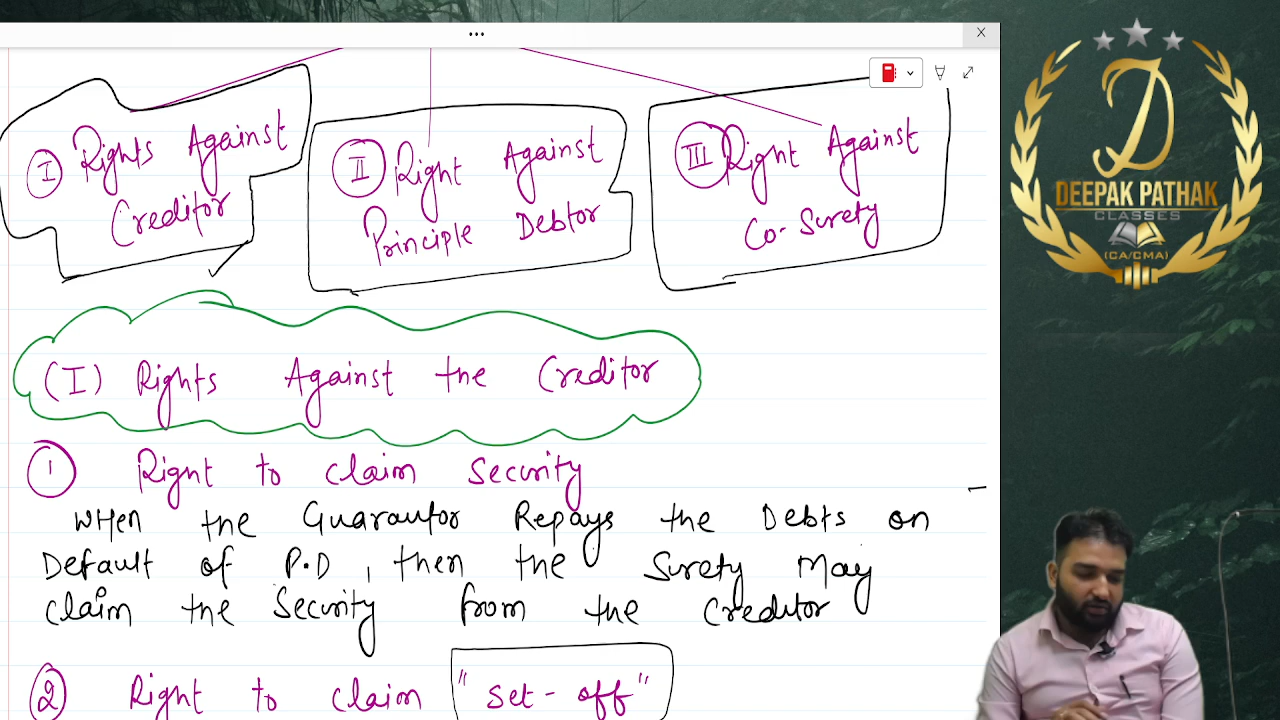 I Rights Against
Creditor
II Right Against
Principle Debtor
III Right Against
Co-Surety
(I) Rights Against the Creditor
1 Right to claim Security
When the Guarantor Repays the Debts on
Default of P.D, then the Surety May
claim the Security from the Creditor
2 Right to claim "Set-off"
D
DEEPAK PATHAK
CLASSES
(CA/CMA)